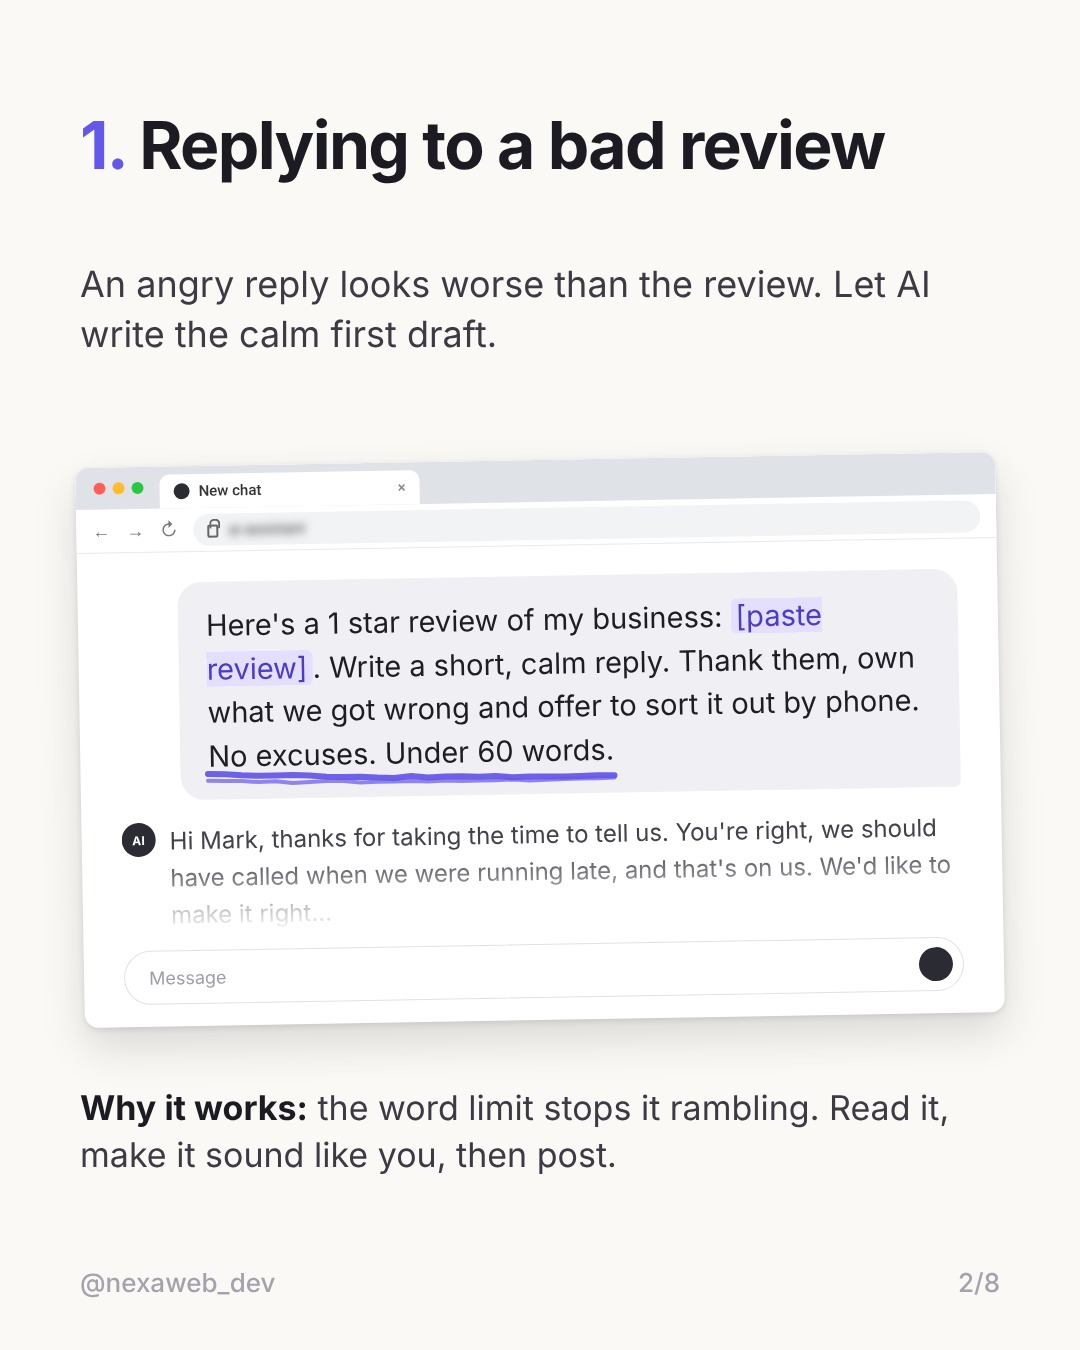 1. Replying to a bad review
An angry reply looks worse than the review. Let AI
write the calm first draft.
New chat ×
Here's a 1 star review of my business: [paste
review]. Write a short, calm reply. Thank them, own
what we got wrong and offer to sort it out by phone.
No excuses. Under 60 words.
AI Hi Mark, thanks for taking the time to tell us. You're right, we should
have called when we were running late, and that's on us. We'd like to
make it right...
Message
Why it works: the word limit stops it rambling. Read it,
make it sound like you, then post.
@nexaweb_dev 2/8